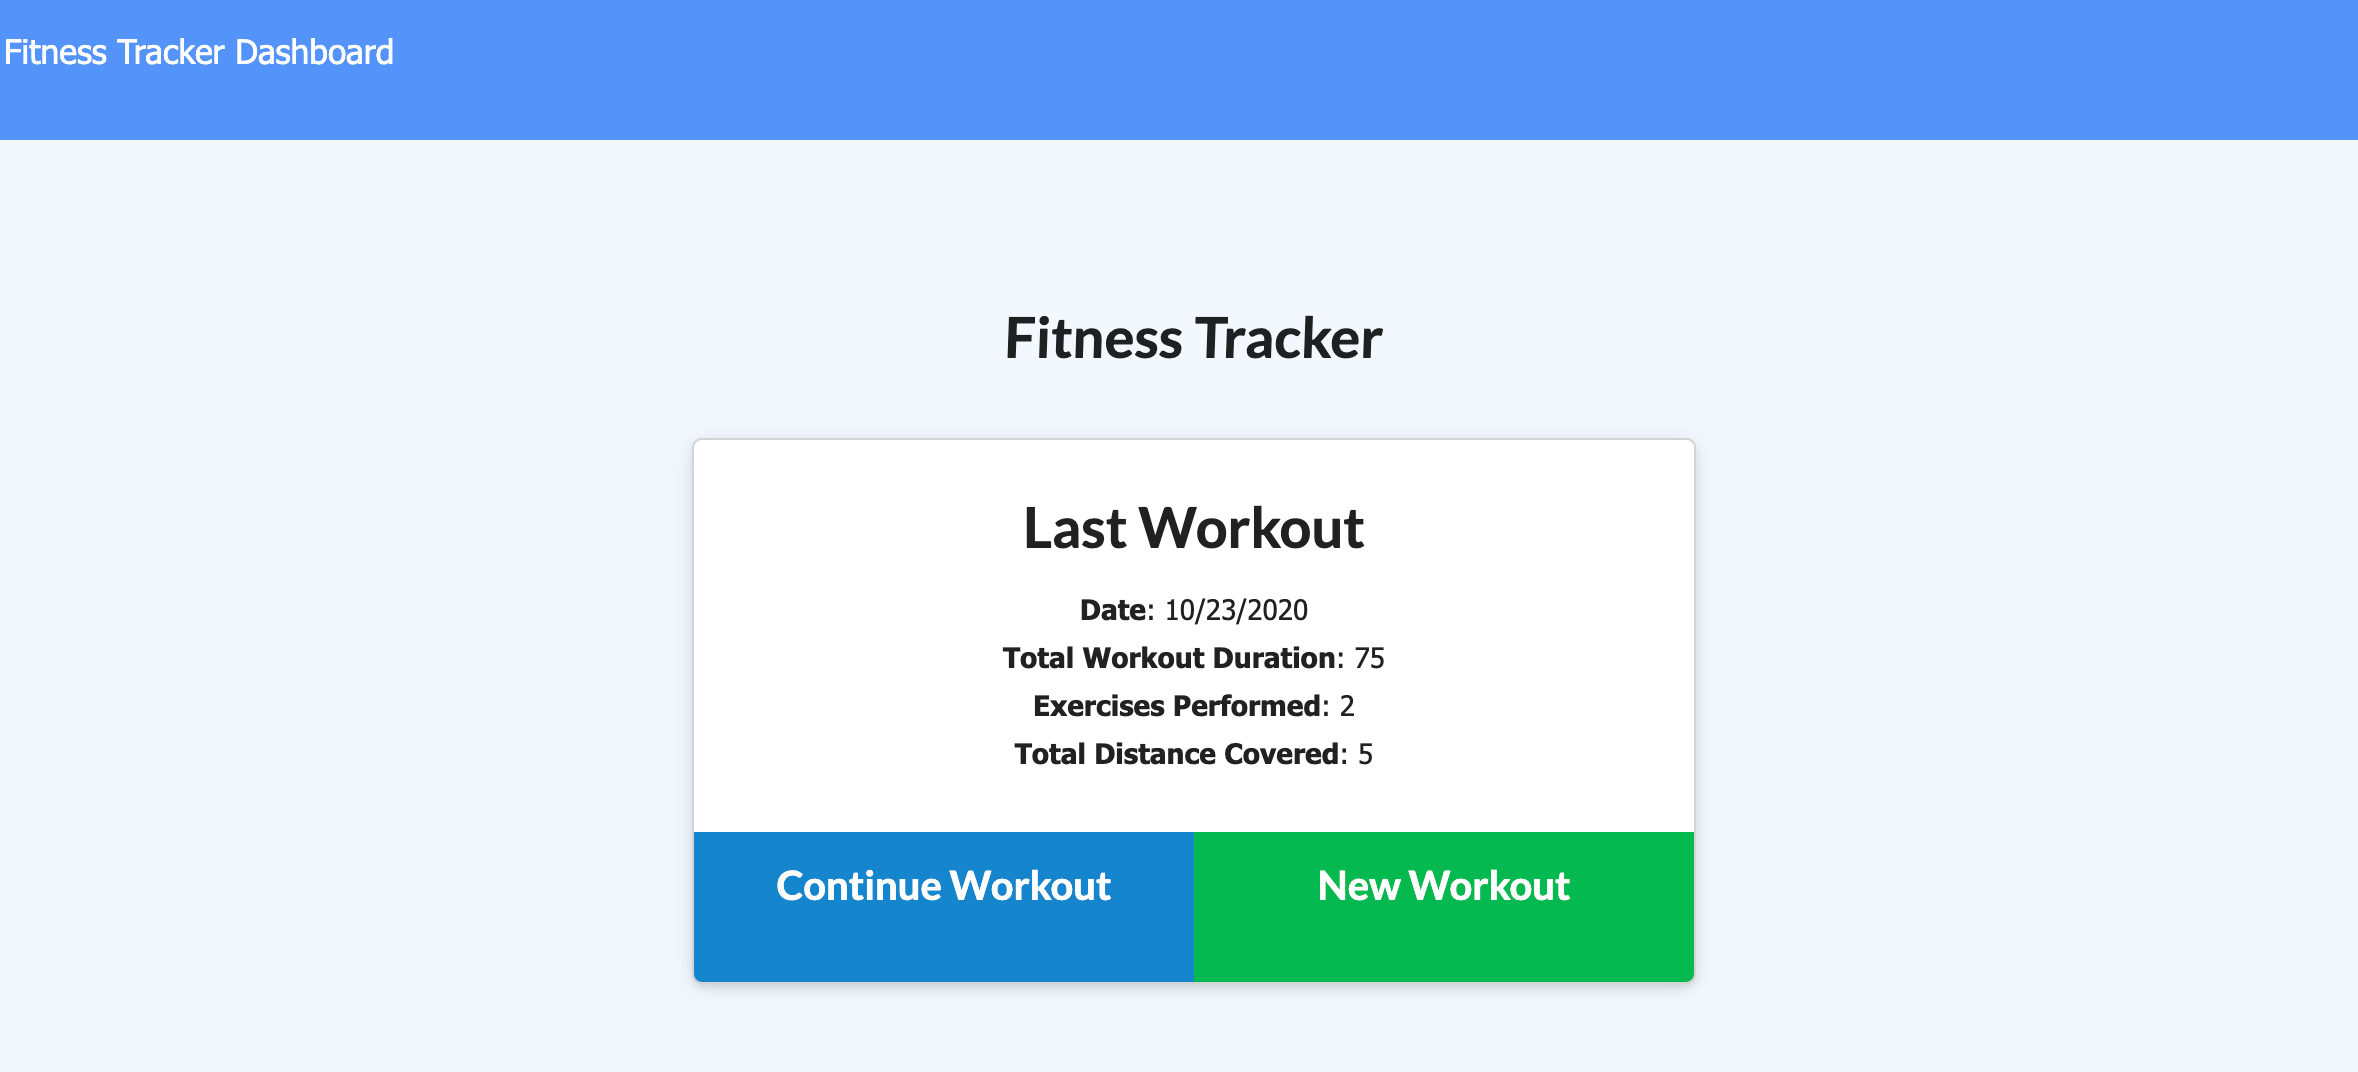 Fitness Tracker Dashboard
Fitness Tracker
Last Workout
Date: 10/23/2020
Total Workout Duration: 75
Exercises Performed: 2
Total Distance Covered: 5
Continue Workout
New Workout